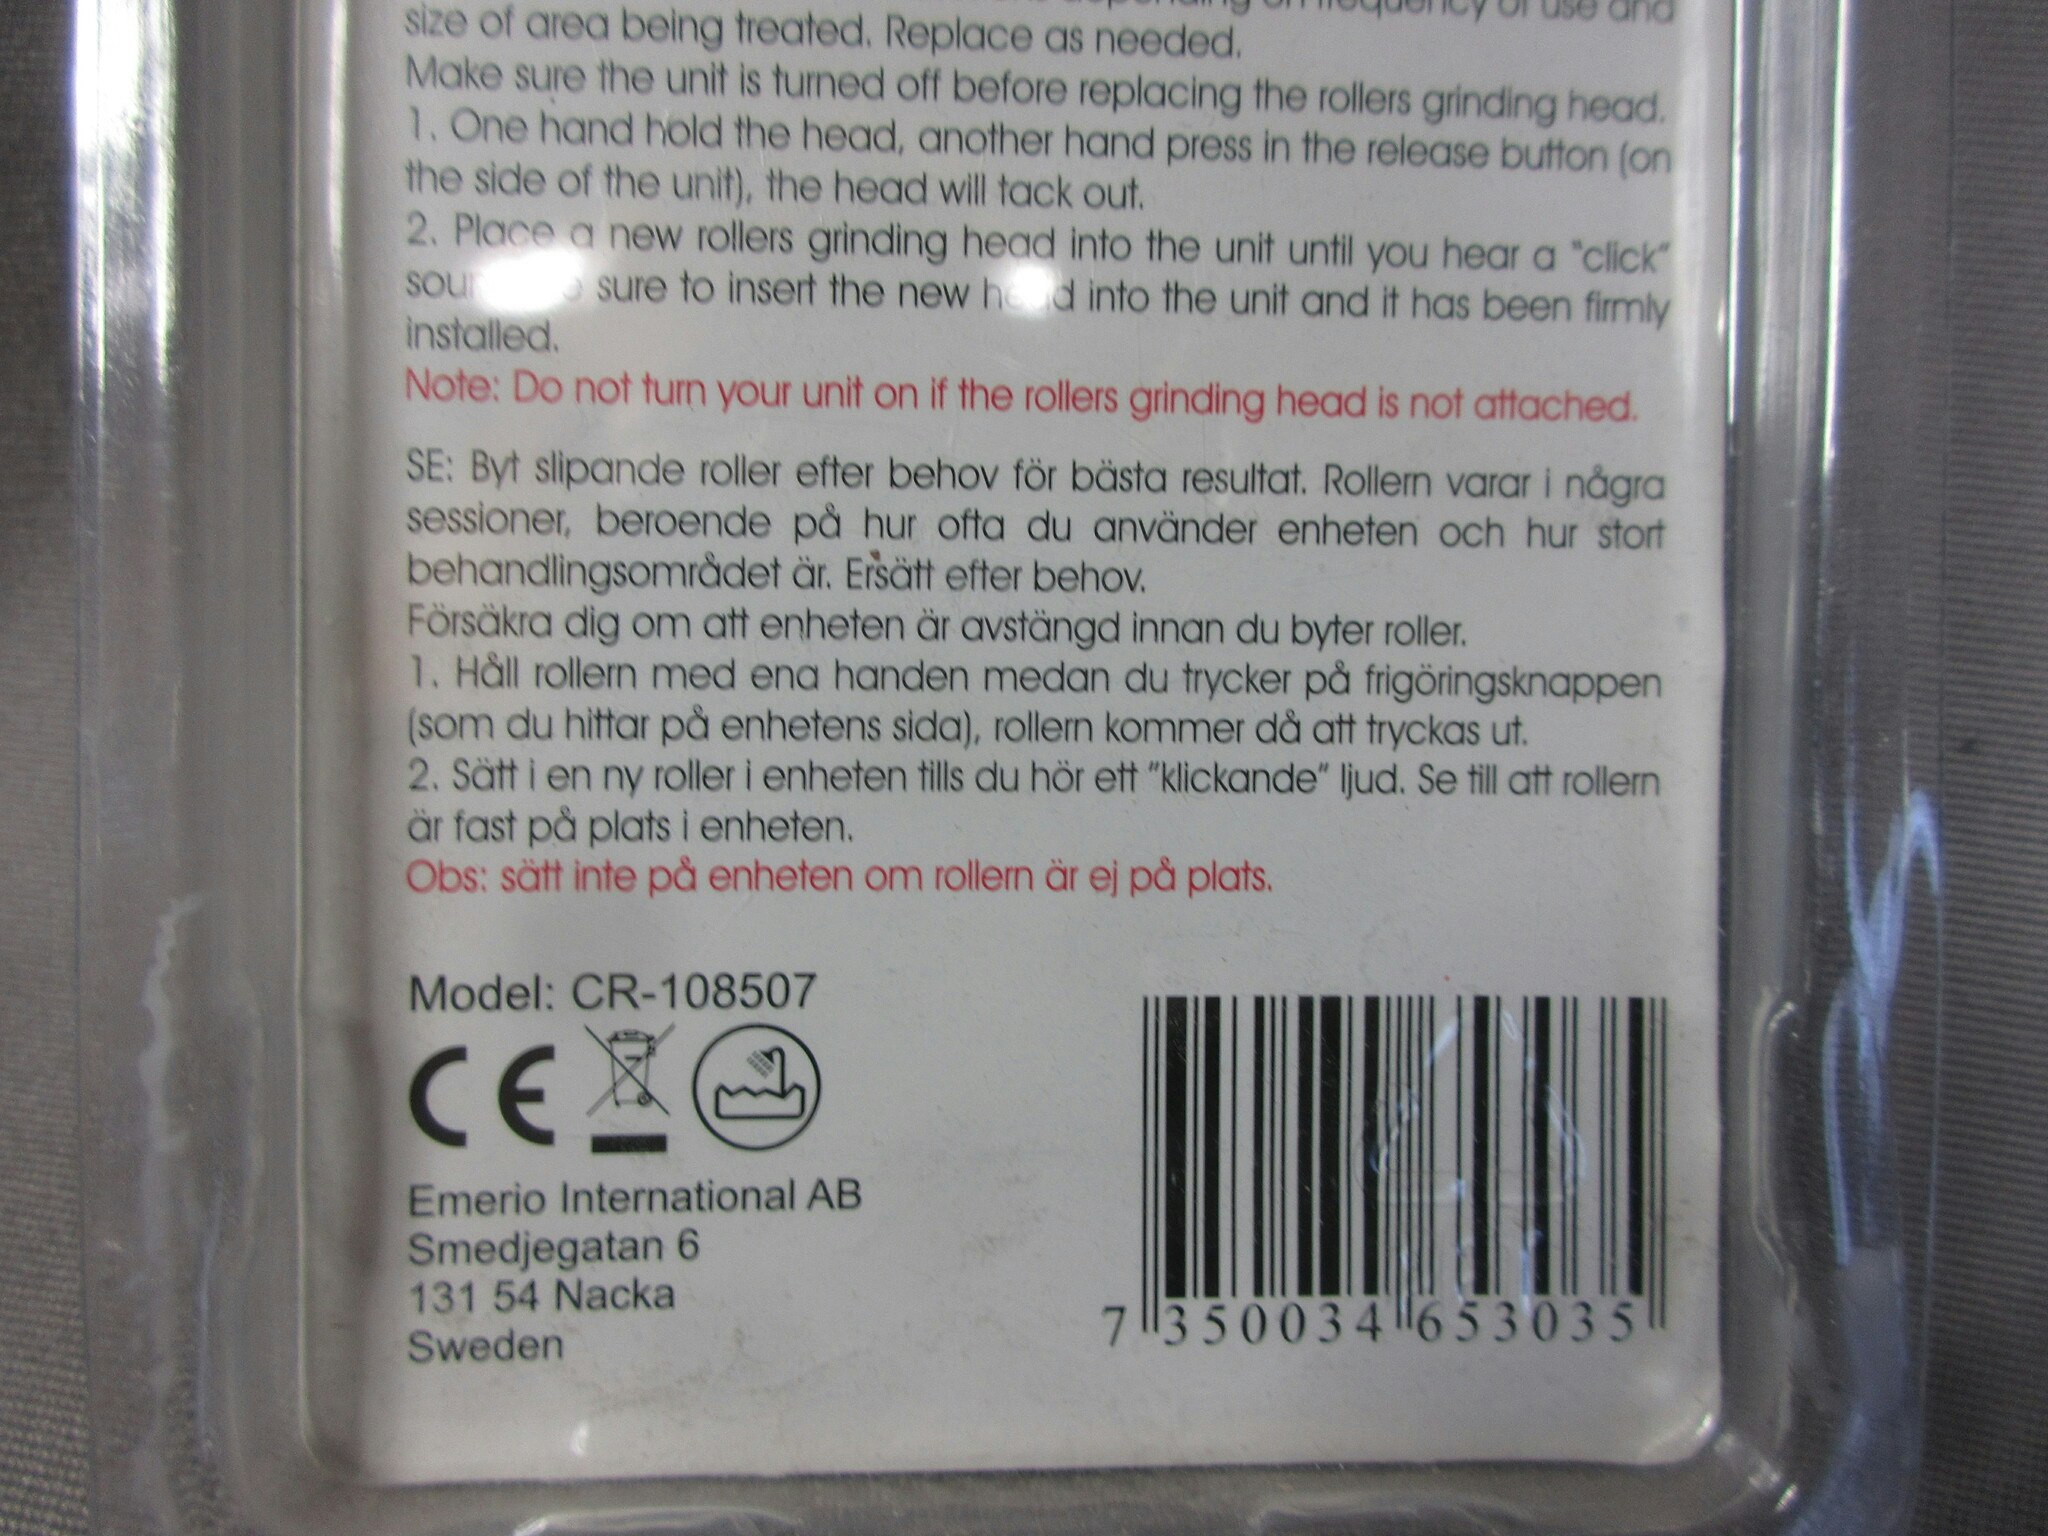 depending on frequency of use and
size of area being treated. Replace as needed.
Make sure the unit is turned off before replacing the rollers grinding head.
1. One hand hold the head, another hand press in the release button (on
the side of the unit), the head will tack out.
2. Place a new rollers grinding head into the unit until you hear a "click"
sure to insert the new head into the unit and it has been firmly
installed.
Note: Do not turn your unit on if the rollers grinding head is not attached.
SE: Byt slipande roller efter behov för bästa resultat. Rollern varar i några
sessioner, beroende på hur ofta du använder enheten och hur stort
behandlingsområdet är. Ersätt efter behov.
Försäkra dig om att enheten är avstängd innan du byter roller.
1. Håll rollern med ena handen medan du trycker på frigöringsknappen
(som du hittar på enhetens sida), rollern kommer då att tryckas ut.
2. Sätt i en ny roller i enheten tills du hör ett "klickande" ljud. Se till att rollern
är fast på plats i enheten.
Obs: sätt inte på enheten om rollern är ej på plats.
Model: CR-108507
CE
Emerio International AB
Smedjegatan 6
131 54 Nacka
Sweden
7 350034 653035